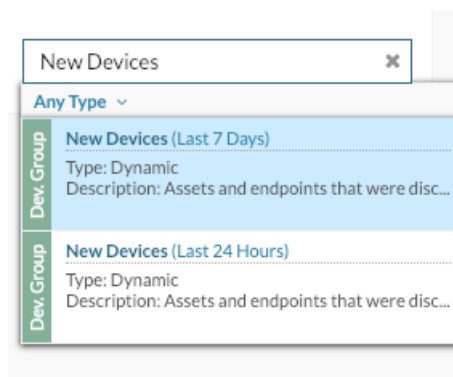 New Devices
Any Type
Dev. Group
New Devices (Last 7 Days)
Type: Dynamic
Description: Assets and endpoints that were disc...
Dev. Group
New Devices (Last 24 Hours)
Type: Dynamic
Description: Assets and endpoints that were disc...